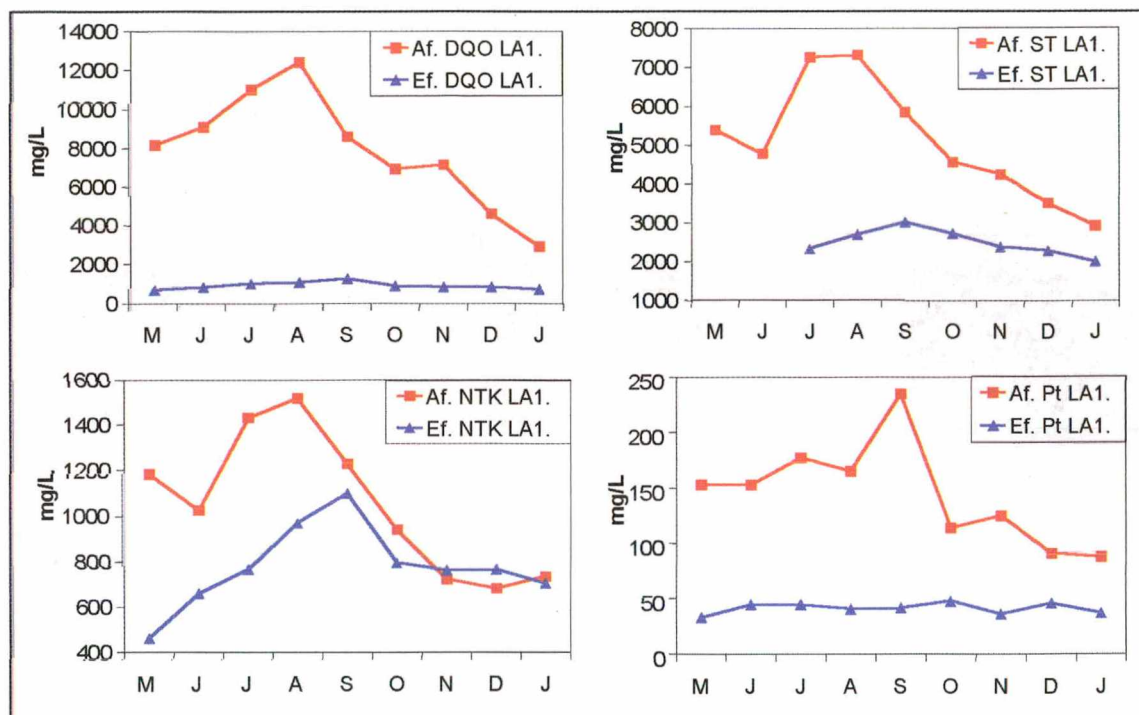 14000
12000
10000
8000
6000
4000
2000
0
mg/L
Af. DQO LA1.
Ef. DQO LA1.
M J J A S O N D J
8000
7000
6000
5000
4000
3000
2000
1000
mg/L
Af. ST LA1.
Ef. ST LA1.
M J J A S O N D J
1600
1400
1200
1000
800
600
400
mg/L
Af. NTK LA1.
Ef. NTK LA1.
M J J A S O N D J
250
200
150
100
50
0
mg/L
Af. Pt LA1.
Ef. Pt LA1.
M J J A S O N D J